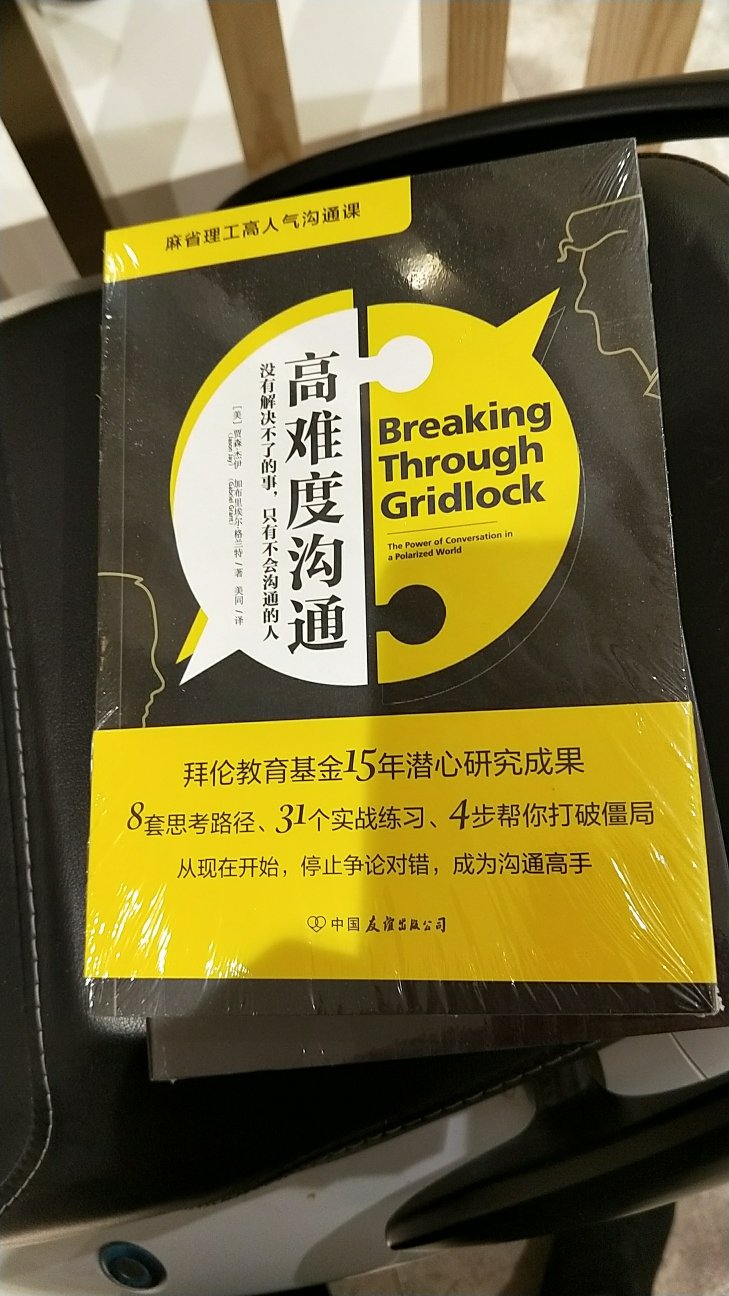 麻省理工高人气沟通课
高难度沟通
没有解决不了的事，只有不会沟通的人
[美] 贾森·杰伊 加布里埃尔·格兰特 / 著 美同 / 译
(Jason Jay) (Gabriel Grant)
Breaking
Through
Gridlock
The Power of Conversation in
a Polarized World
拜伦教育基金15年潜心研究成果
8套思考路径、31个实战练习、4步帮你打破僵局
从现在开始，停止争论对错，成为沟通高手
中国友谊出版公司